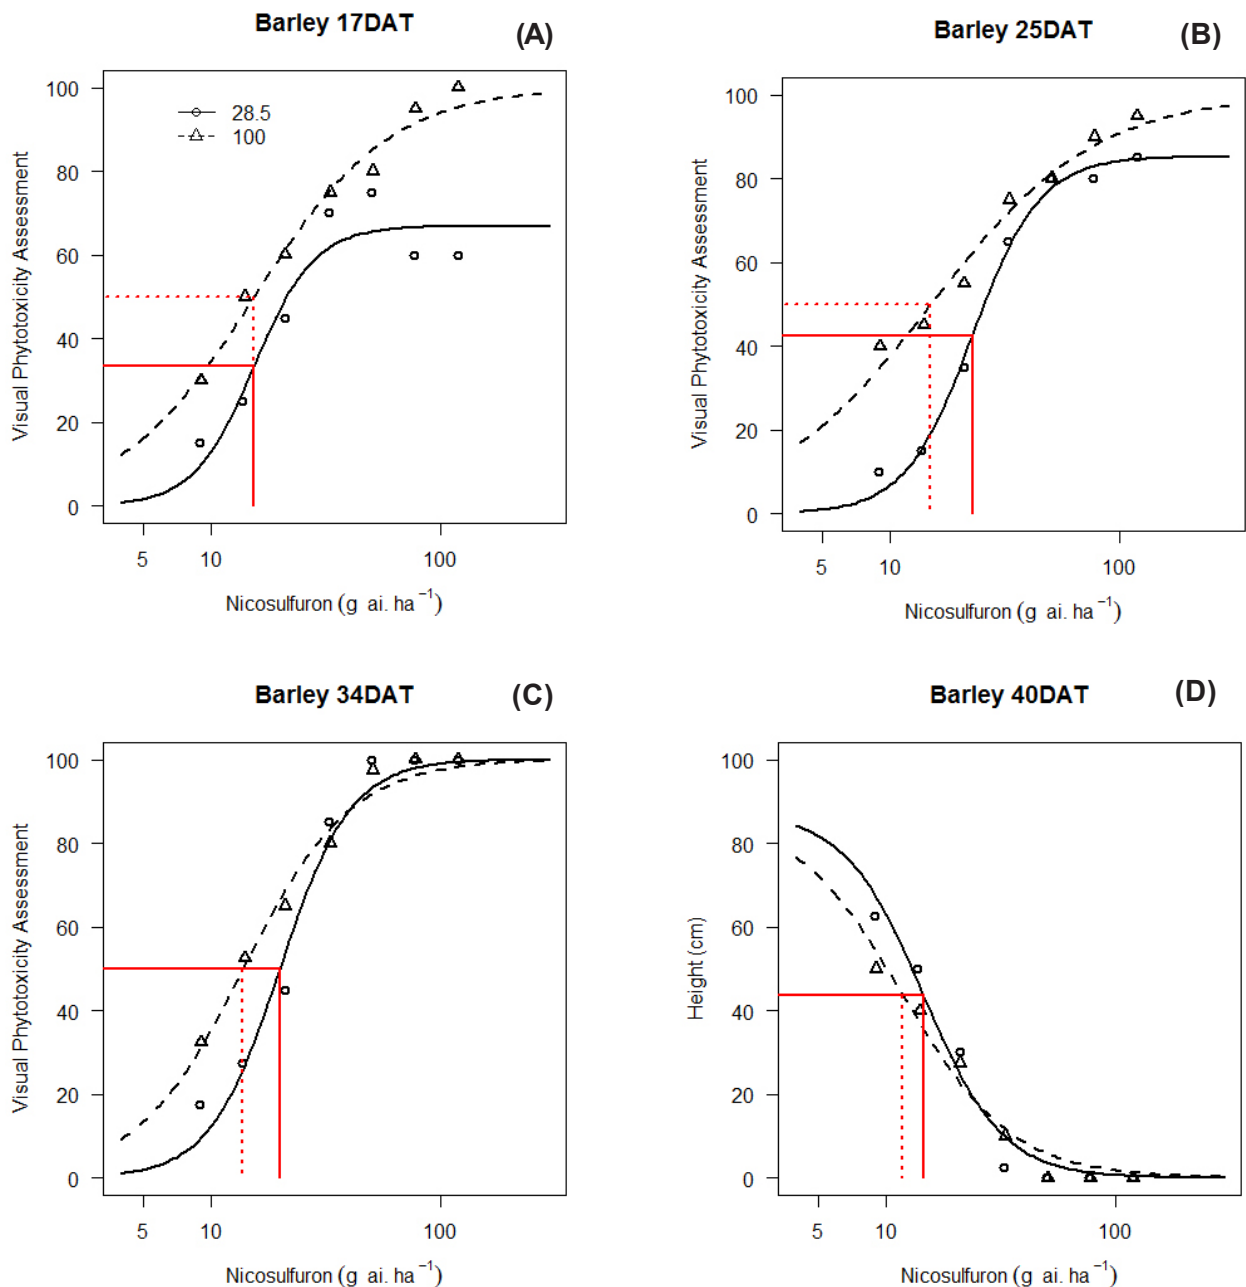 Barley 17DAT
(A)
100
80
60
40
20
0
Visual Phytotoxicity Assessment
28.5
100
5
10
100
Nicosulfuron (g ai. ha⁻¹)
Barley 25DAT
(B)
100
80
60
40
20
0
Visual Phytotoxicity Assessment
5
10
100
Nicosulfuron (g ai. ha⁻¹)
Barley 34DAT
(C)
100
80
60
40
20
0
Visual Phytotoxicity Assessment
5
10
100
Nicosulfuron (g ai. ha⁻¹)
Barley 40DAT
(D)
100
80
60
40
20
0
Height (cm)
5
10
100
Nicosulfuron (g ai. ha⁻¹)